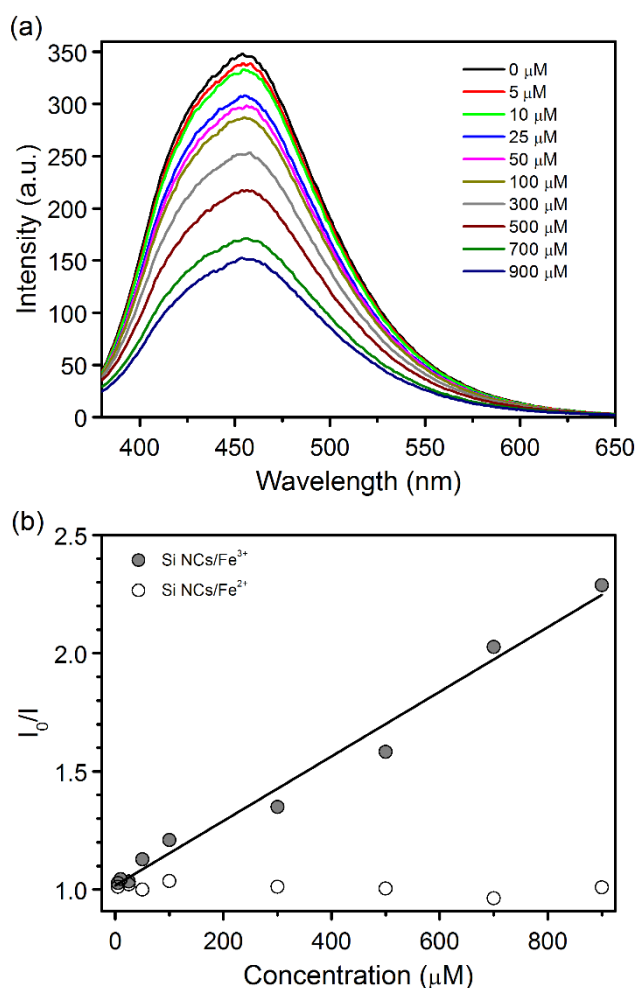 (a)
350
300
250
200
150
100
50
0
Intensity (a.u.)
0 μM
5 μM
10 μM
25 μM
50 μM
100 μM
300 μM
500 μM
700 μM
900 μM
400 450 500 550 600 650
Wavelength (nm)
(b)
2.5
2.0
1.5
1.0
I₀/I
Si NCs/Fe³⁺
Si NCs/Fe²⁺
0 200 400 600 800
Concentration (μM)